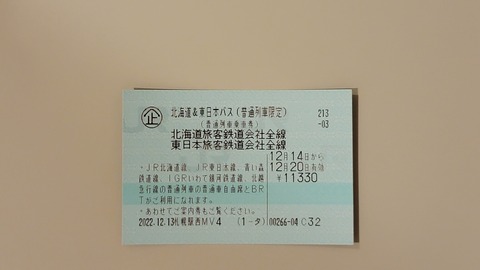 企 北海道&東日本パス(普通列車限定) 213
(普通列車乗車券) -03
北海道旅客鉄道会社全線
東日本旅客鉄道会社全線
12月14日から
・JR北海道線、JR東日本線、青い森 12月20日有効
鉄道線、IGRいわて銀河鉄道線、北越 ¥11330
急行線の普通列車の普通車自由席とBR
Tがご利用になれます。
・あわせてご案内書もご覧ください。
2022.12.13札幌駅西MV4 (1-タ) 00266-04 C32